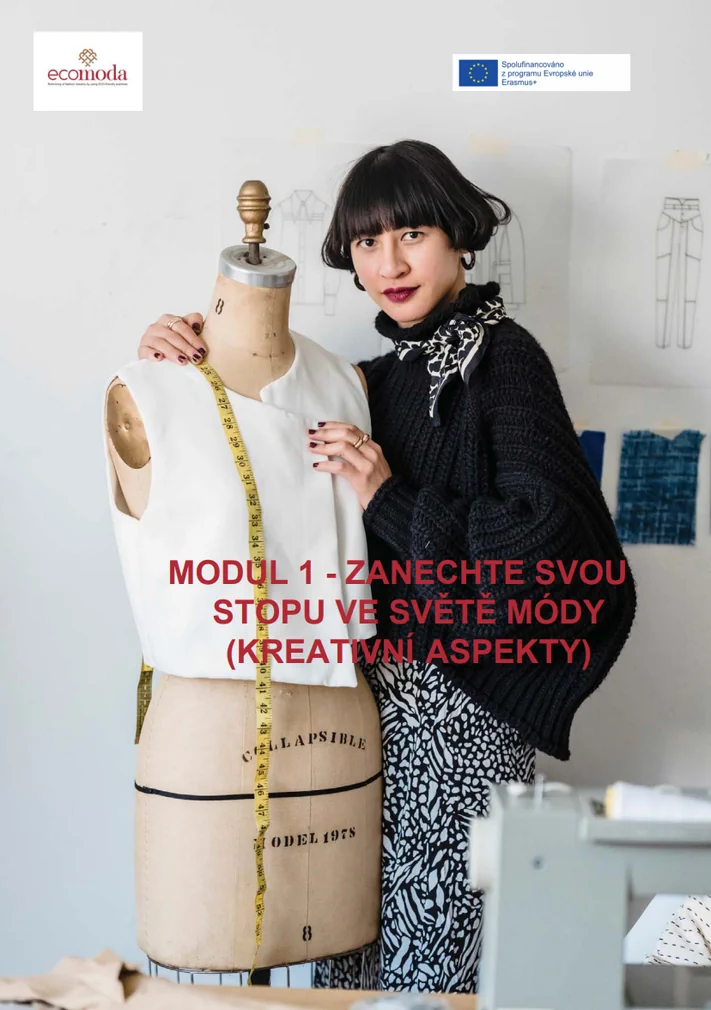 ecomoda
Spolufinancováno
z programu Evropské unie
Erasmus+
8
MODUL 1 - ZANECHTE SVOU
STOPU VE SVĚTĚ MÓDY
(KREATIVNÍ ASPEKTY)
COLLAPSIBLE
MODEL 1978
8